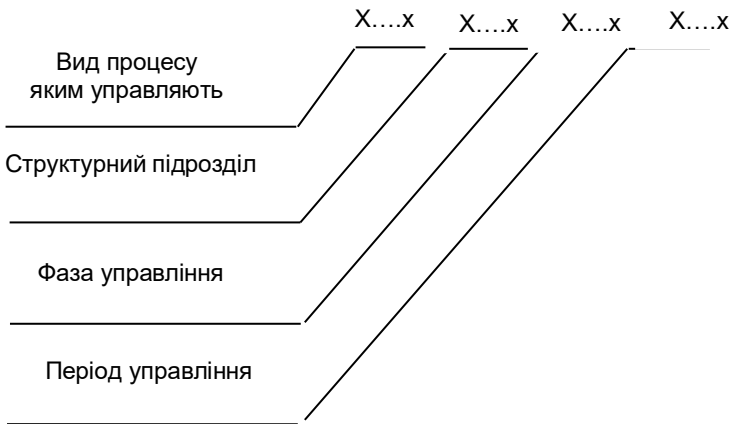 Х….х Х….х Х….х Х….х
Вид процесу
яким управляють
Структурний підрозділ
Фаза управління
Період управління